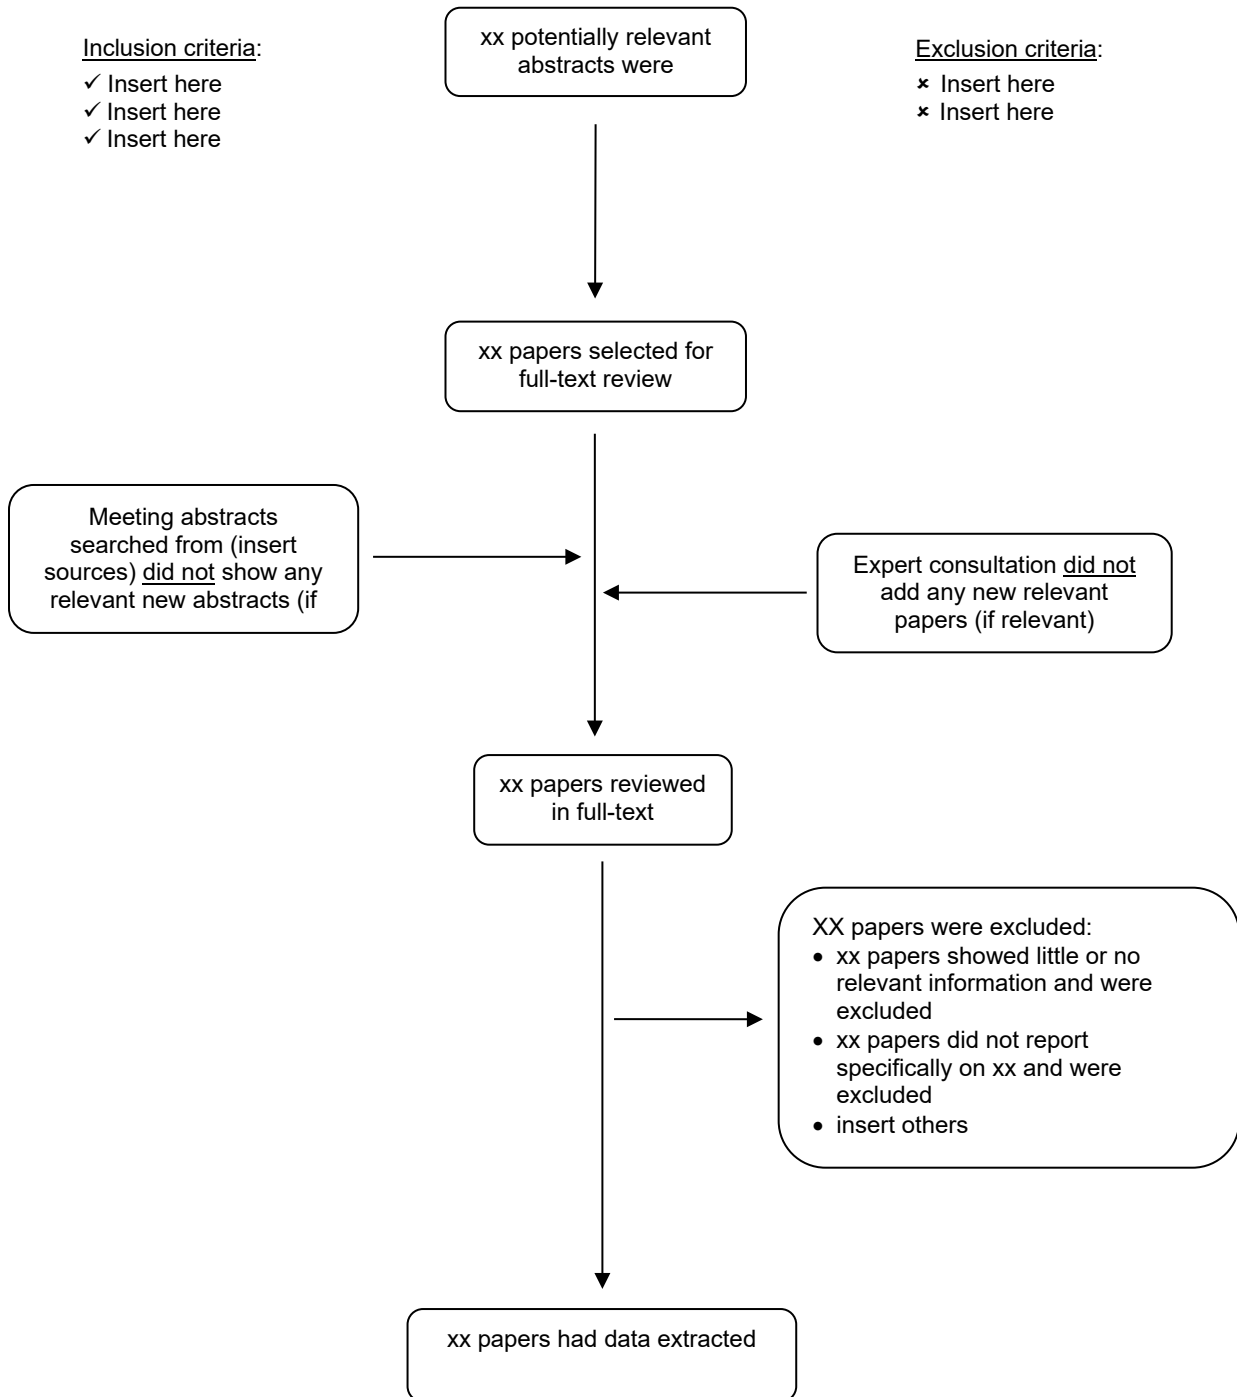 Inclusion criteria:
✓ Insert here
✓ Insert here
✓ Insert here
xx potentially relevant
abstracts were
Exclusion criteria:
× Insert here
× Insert here
xx papers selected for
full-text review
Meeting abstracts
searched from (insert
sources) did not show any
relevant new abstracts (if
Expert consultation did not
add any new relevant
papers (if relevant)
xx papers reviewed
in full-text
XX papers were excluded:
• xx papers showed little or no
relevant information and were
excluded
• xx papers did not report
specifically on xx and were
excluded
• insert others
xx papers had data extracted